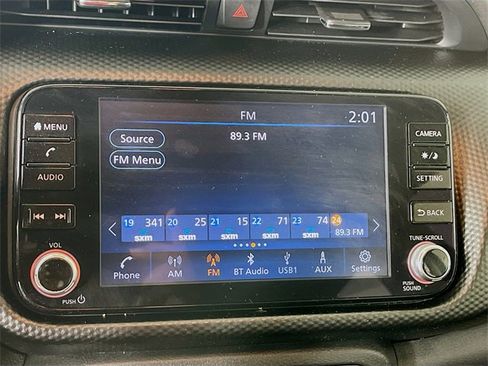 FM 2:01
MENU
CAMERA
Source 89.3 FM
FM Menu
AUDIO
SETTING
BACK
19 341 20 25 21 15 22 71 23 74 24
sxm sxm sxm sxm sxm 89.3 FM
VOL
TUNE·SCROLL
Phone AM FM BT Audio USB1 AUX Settings
PUSH
PUSH
SOUND